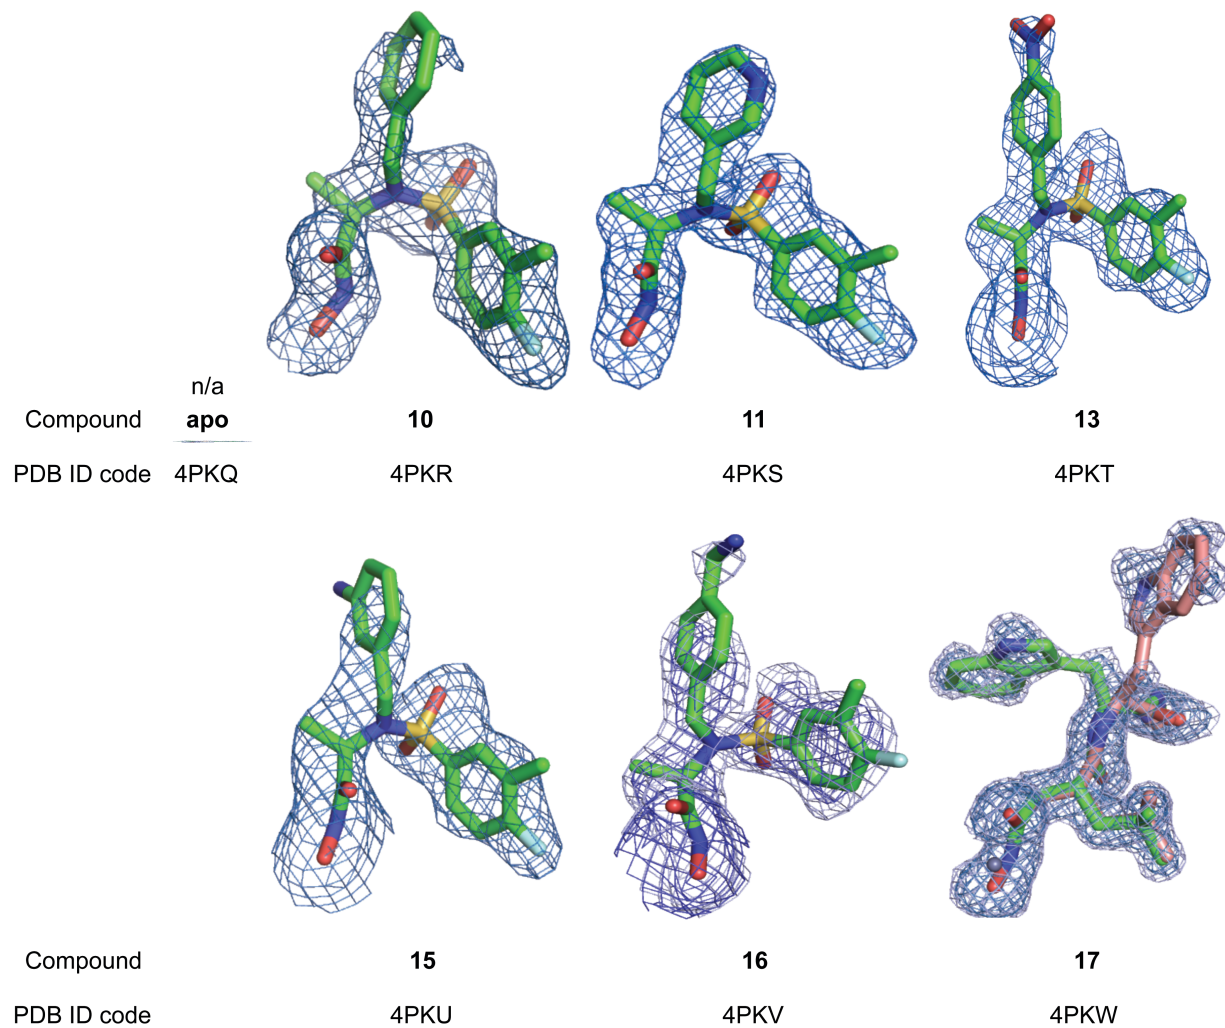 n/a
Compound apo 10 11 13
PDB ID code 4PKQ 4PKR 4PKS 4PKT
Compound 15 16 17
PDB ID code 4PKU 4PKV 4PKW